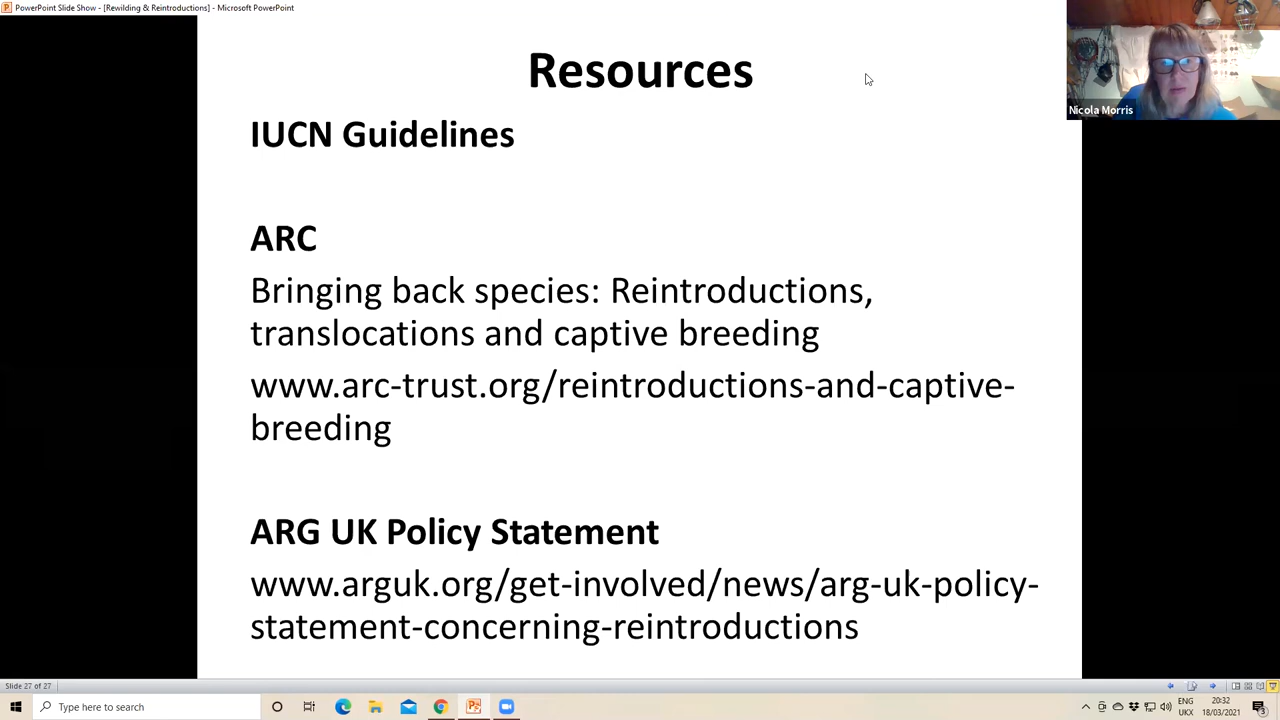 PowerPoint Slide Show - [Rewilding & Reintroductions] - Microsoft PowerPoint
Resources
Nicola Morris
IUCN Guidelines
ARC
Bringing back species: Reintroductions,
translocations and captive breeding
www.arc-trust.org/reintroductions-and-captive-
breeding
ARG UK Policy Statement
www.arguk.org/get-involved/news/arg-uk-policy-
statement-concerning-reintroductions
Slide 27 of 27
Type here to search
ENG
UKX
20:32
18/03/2021
3